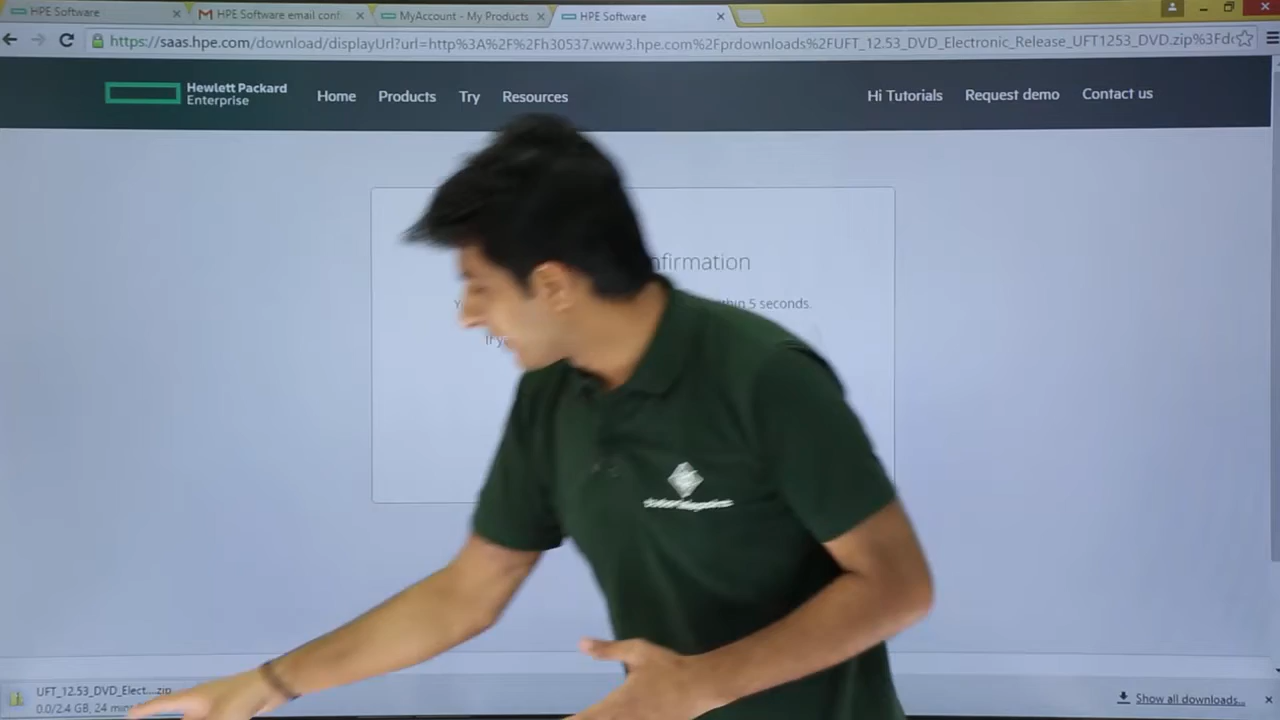 HPE Software
HPE Software email conf
MyAccount - My Products
HPE Software
https://saas.hpe.com/download/displayUrl?url=http%3A%2F%2Fh30537.www3.hpe.com%2Fprdownloads%2FUFT_12.53_DVD_Electronic_Release_UFT1253_DVD.zip%3Fd
Hewlett Packard
Enterprise
Home
Products
Try
Resources
Hi Tutorials
Request demo
Contact us
nfirmation
5 seconds.
UFT_12.53_DVD_Elect....zip
0.0/2.4 GB, 24 min
Show all downloads...